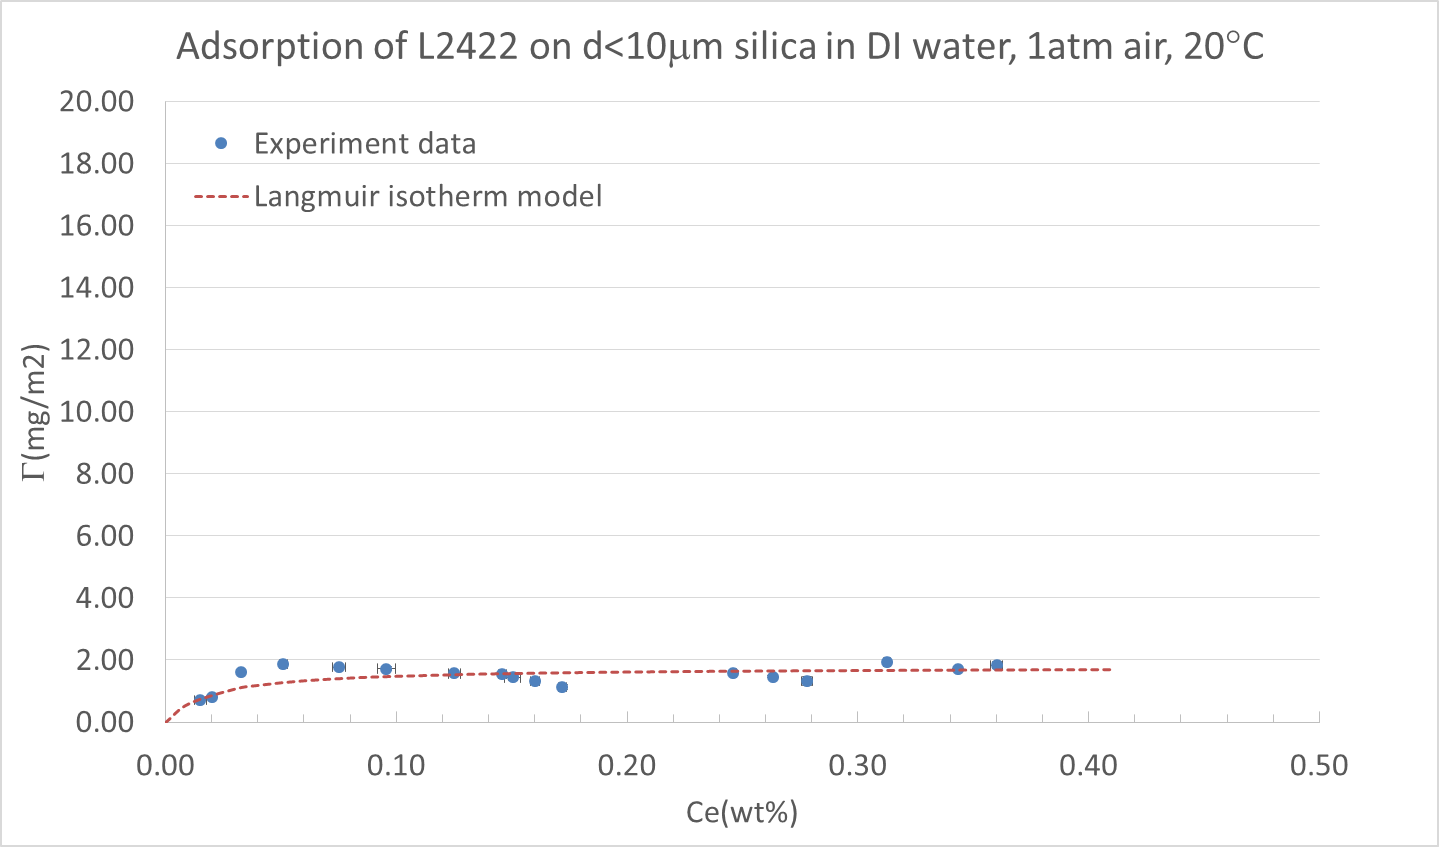 Adsorption of L2422 on d<10μm silica in DI water, 1atm air, 20°C
20.00
18.00
16.00
14.00
12.00
10.00
8.00
6.00
4.00
2.00
0.00
Experiment data
Langmuir isotherm model
Γ(mg/m2)
0.00 0.10 0.20 0.30 0.40 0.50
Ce(wt%)